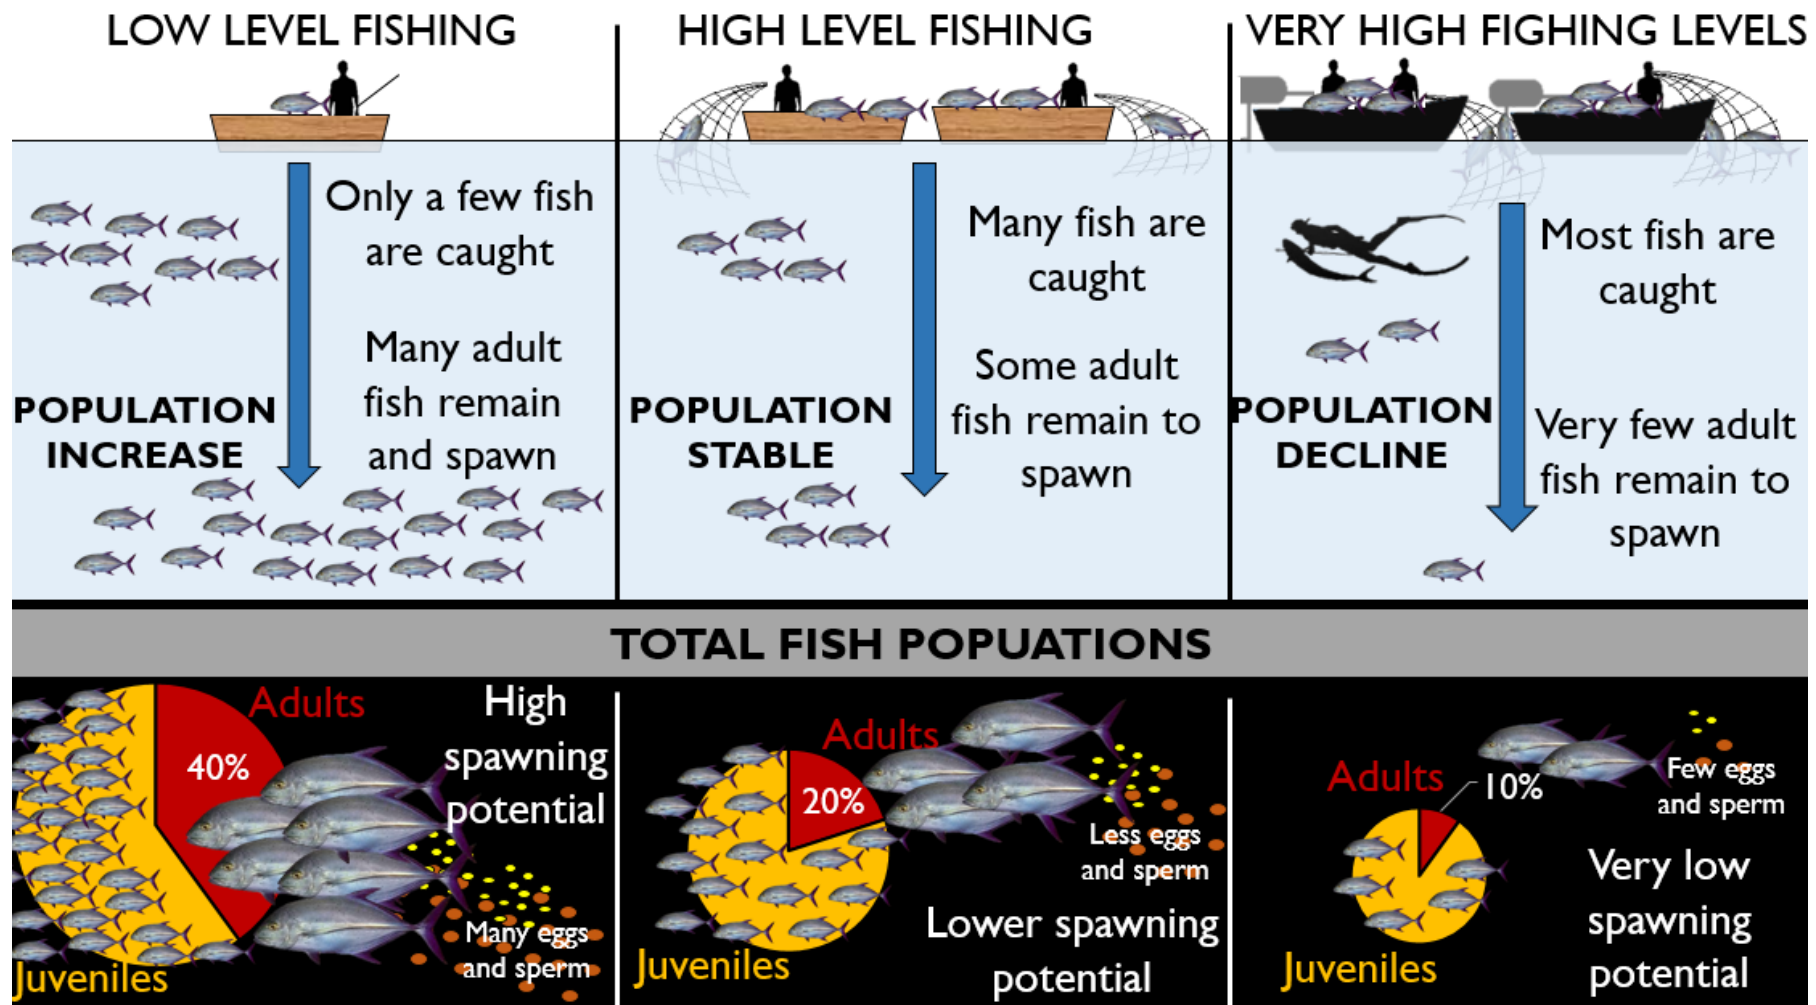 LOW LEVEL FISHING
HIGH LEVEL FISHING
VERY HIGH FIGHING LEVELS
Only a few fish
are caught
Many adult
fish remain
and spawn
POPULATION
INCREASE
Many fish are
caught
Some adult
fish remain to
spawn
POPULATION
STABLE
Most fish are
caught
Very few adult
fish remain to
spawn
POPULATION
DECLINE
TOTAL FISH POPUATIONS
Adults
40%
High
spawning
potential
Many eggs
and sperm
Juveniles
Adults
20%
Less eggs
and sperm
Lower spawning
potential
Juveniles
Adults
10%
Few eggs
and sperm
Very low
spawning
potential
Juveniles